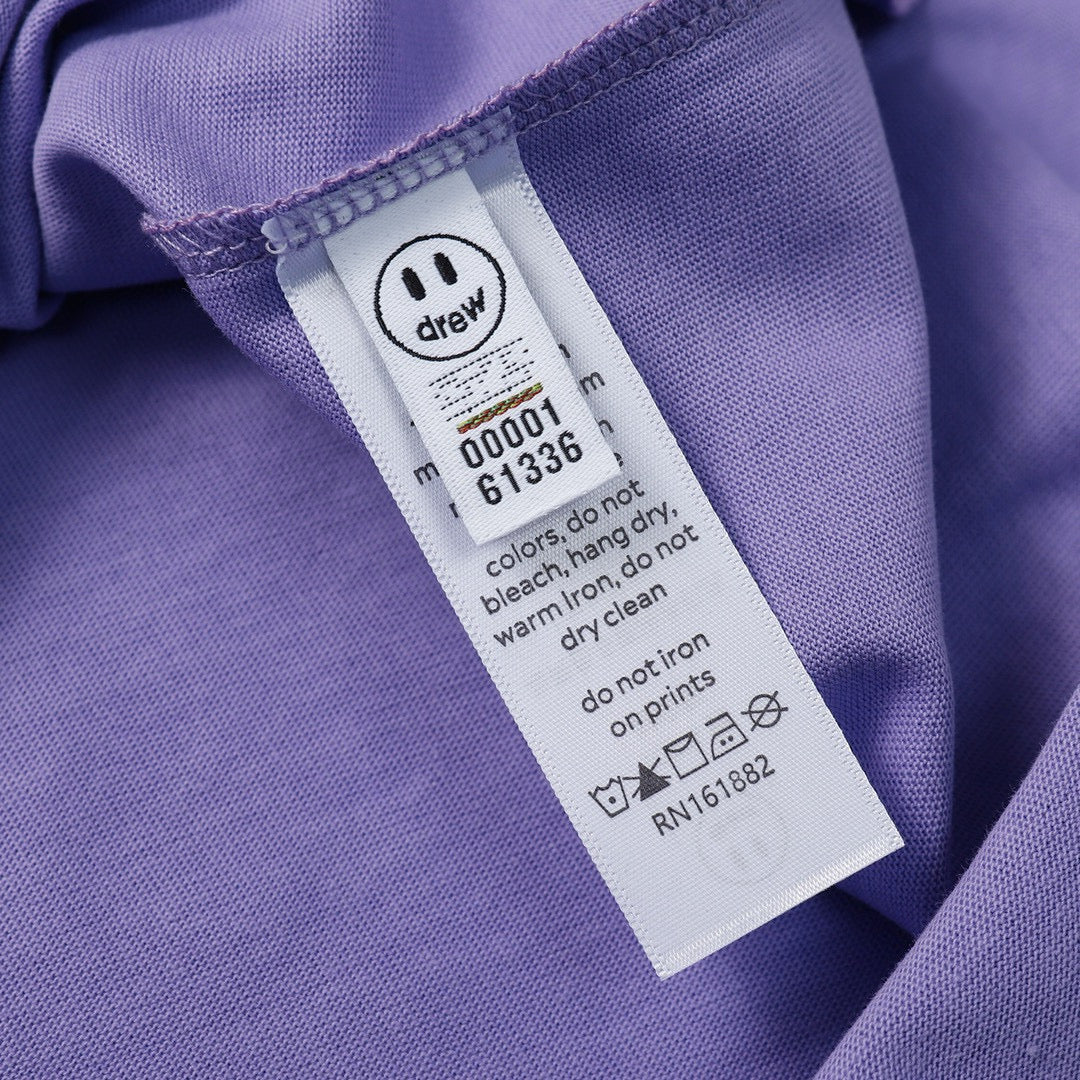 drew
00001
61336
m
colors, do not
bleach, hang dry,
warm Iron, do not
dry clean
do not iron
on prints
RN161882